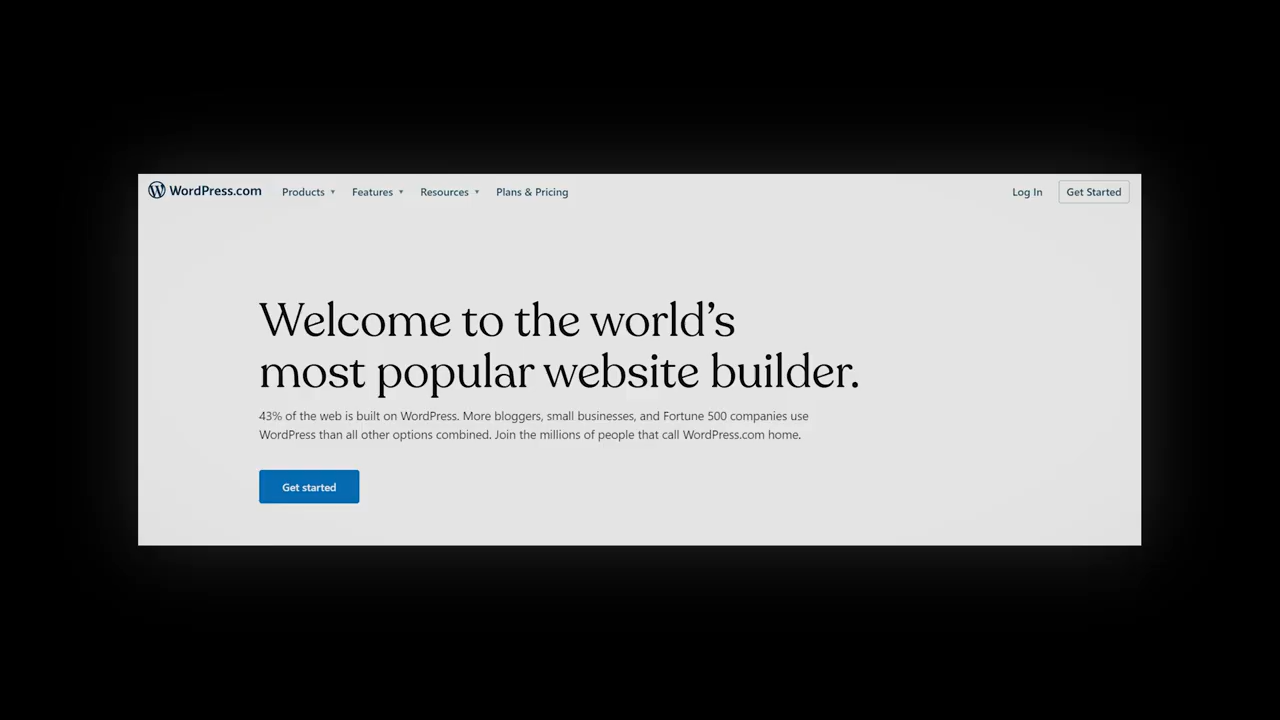 WordPress.com Products Features Resources Plans & Pricing Log In Get Started
Welcome to the world’s
most popular website builder.
43% of the web is built on WordPress. More bloggers, small businesses, and Fortune 500 companies use
WordPress than all other options combined. Join the millions of people that call WordPress.com home.
Get started